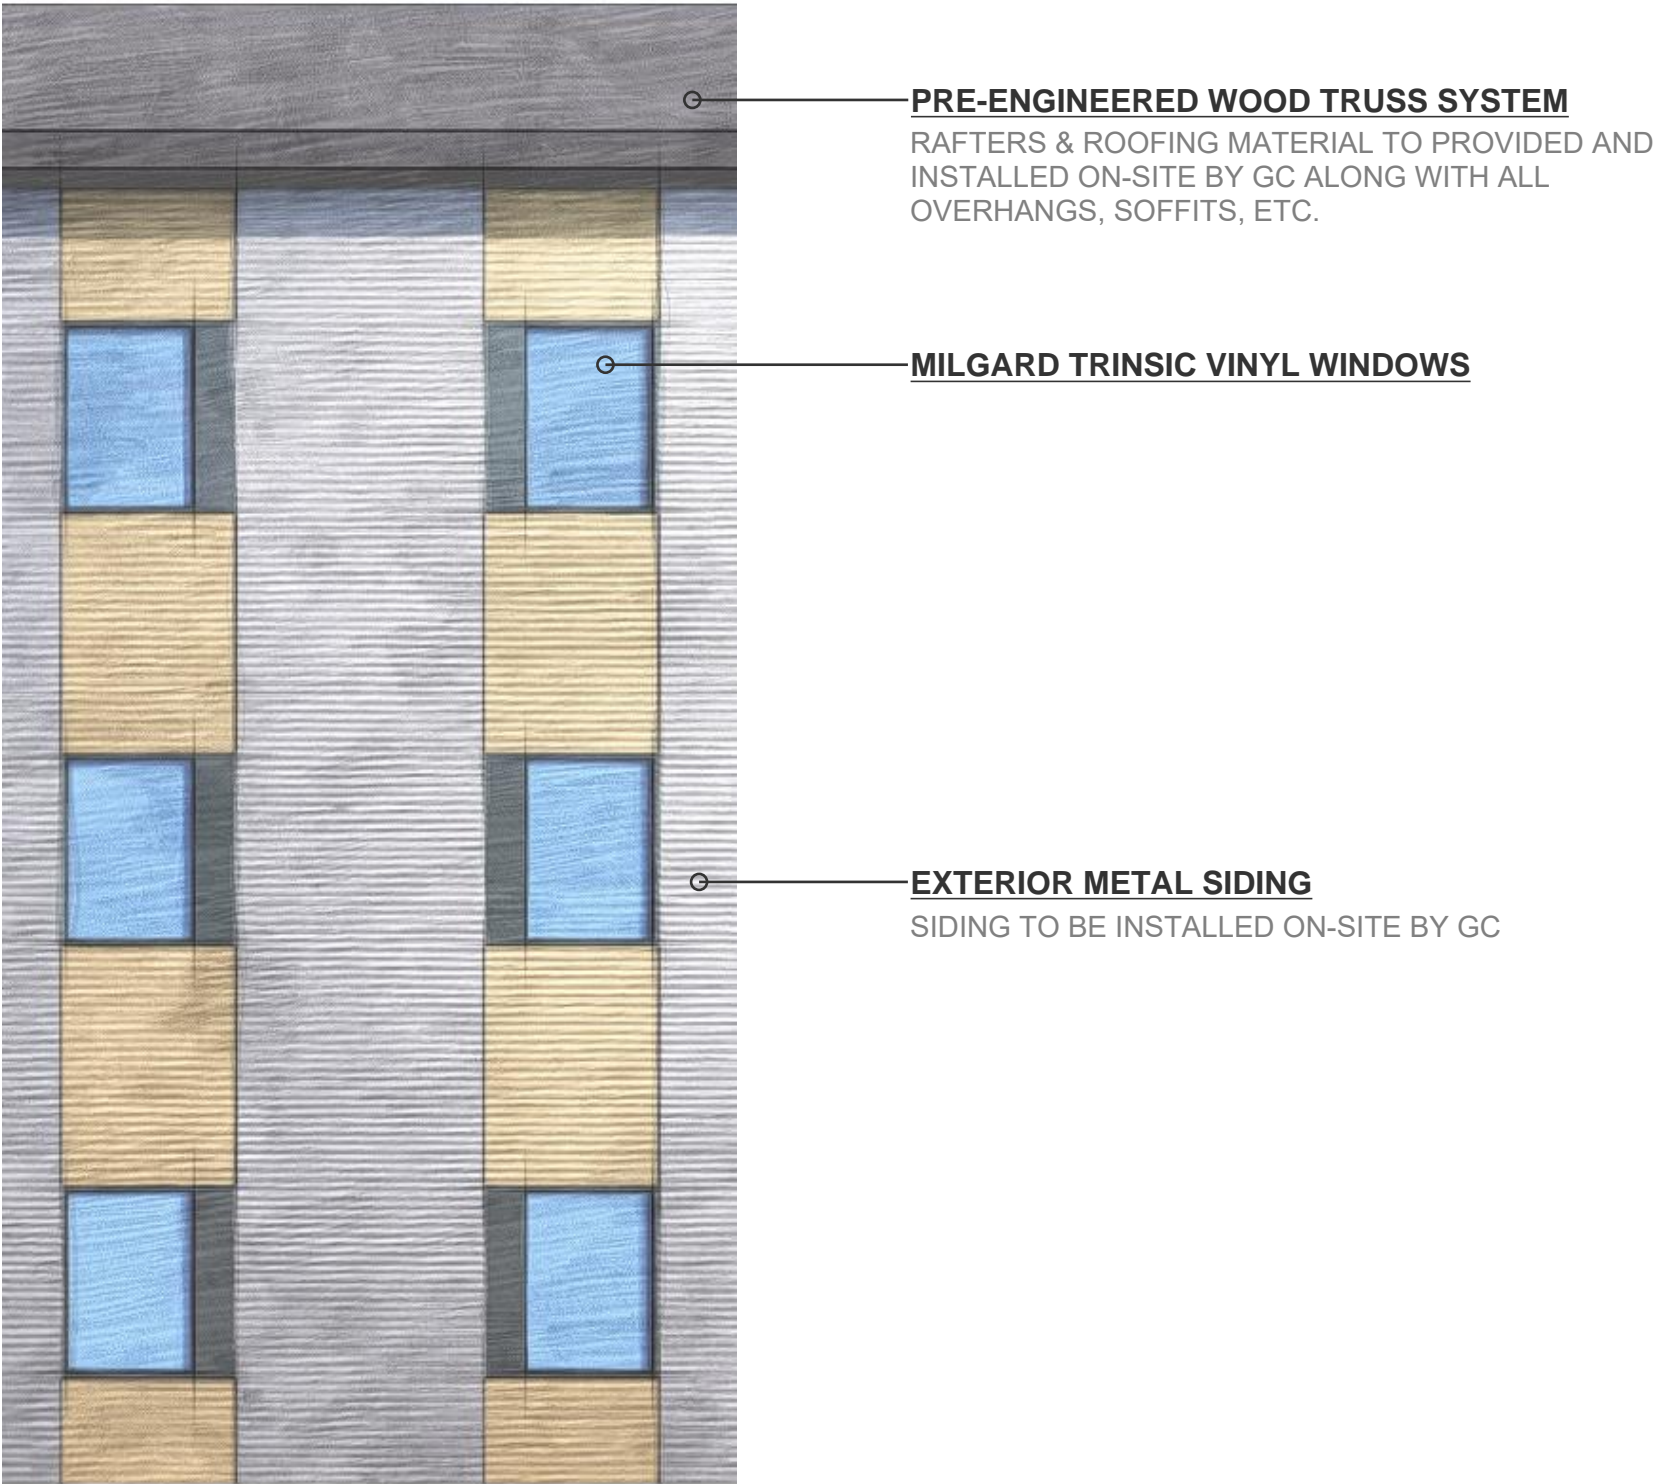 PRE-ENGINEERED WOOD TRUSS SYSTEM
RAFTERS & ROOFING MATERIAL TO PROVIDED AND
INSTALLED ON-SITE BY GC ALONG WITH ALL
OVERHANGS, SOFFITS, ETC.
MILGARD TRINSIC VINYL WINDOWS
EXTERIOR METAL SIDING
SIDING TO BE INSTALLED ON-SITE BY GC